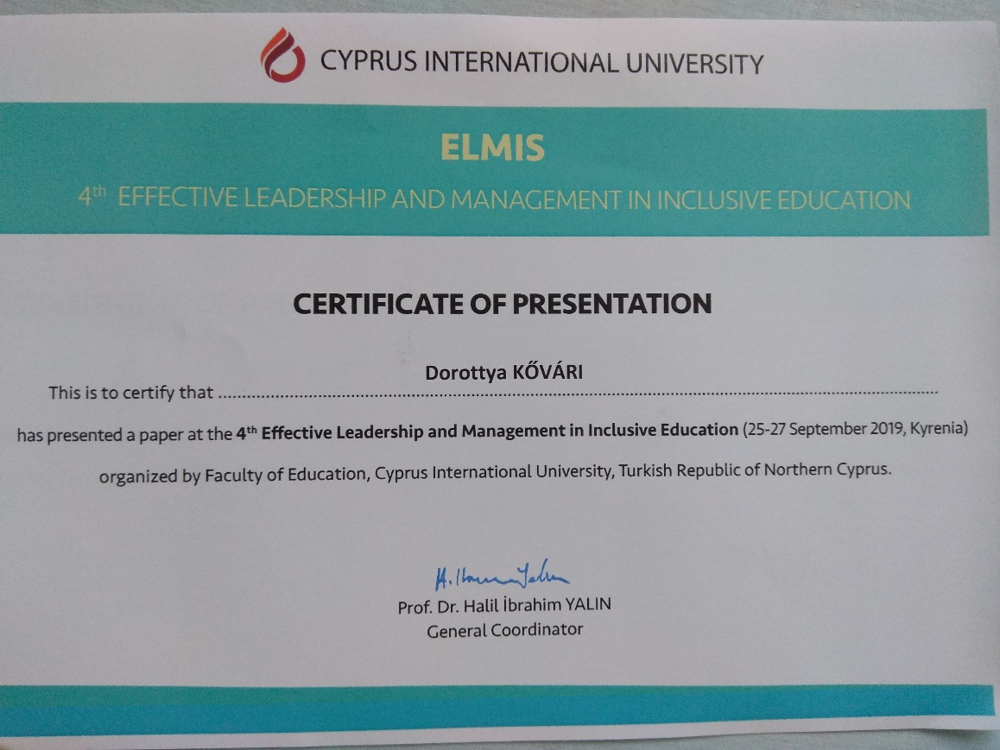 CYPRUS INTERNATIONAL UNIVERSITY
ELMIS
4th EFFECTIVE LEADERSHIP AND MANAGEMENT IN INCLUSIVE EDUCATION
CERTIFICATE OF PRESENTATION
Dorottya KŐVÁRI
This is to certify that ................................................................
has presented a paper at the 4th Effective Leadership and Management in Inclusive Education (25-27 September 2019, Kyrenia)
organized by Faculty of Education, Cyprus International University, Turkish Republic of Northern Cyprus.
Prof. Dr. Halil İbrahim YALIN
General Coordinator